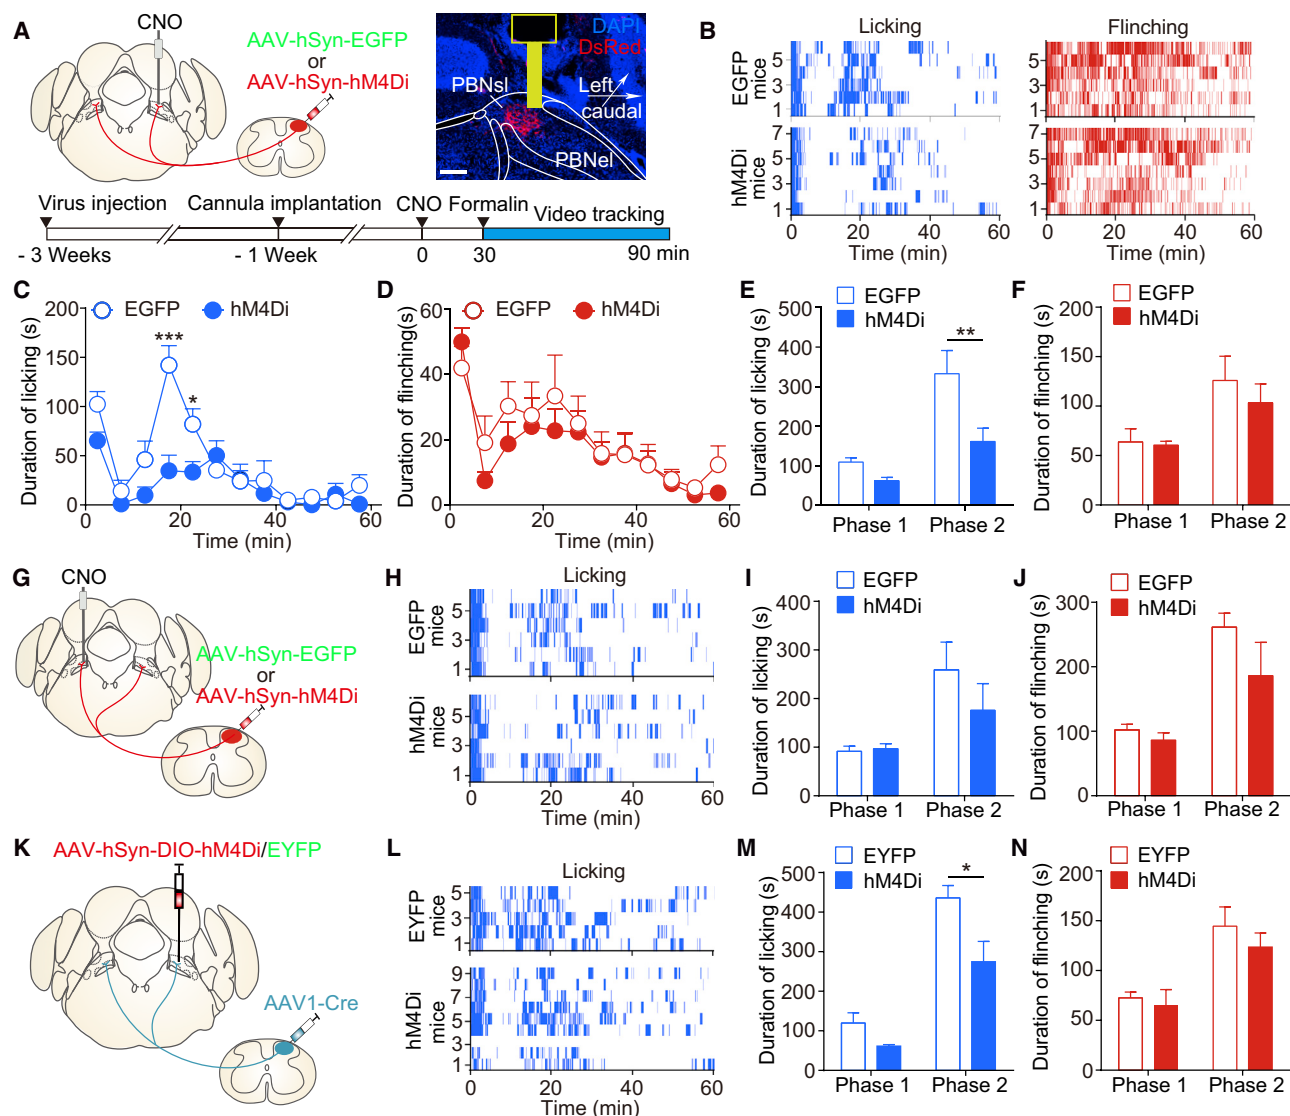 A
CNO
AAV-hSyn-EGFP
or
AAV-hSyn-hM4Di
DAPI
DsRed
PBNsl
Left
caudal
PBNel
Virus injection
Cannula implantation
CNO
Formalin
Video tracking
- 3 Weeks
- 1 Week
0
30
90 min
B
Licking
Flinching
EGFP
mice
5
3
1
5
3
1
hM4Di
mice
7
5
3
1
7
5
3
1
0 20 40 60
0 20 40 60
Time (min)
Time (min)
C
EGFP
hM4Di
Duration of licking (s)
200
150
100
50
0
***
*
0 20 40 60
Time (min)
D
EGFP
hM4Di
Duration of flinching(s)
60
40
20
0
0 20 40 60
Time (min)
E
EGFP
hM4Di
Duration of licking (s)
500
400
300
200
100
0
**
Phase 1 Phase 2
F
EGFP
hM4Di
Duration of flinching (s)
200
150
100
50
0
Phase 1 Phase 2
G
CNO
AAV-hSyn-EGFP
or
AAV-hSyn-hM4Di
H
Licking
EGFP
mice
5
3
1
hM4Di
mice
5
3
1
0 20 40 60
Time (min)
I
EGFP
hM4Di
Duration of licking (s)
400
300
200
100
0
Phase 1 Phase 2
J
EGFP
hM4Di
Duration of flinching (s)
300
200
100
0
Phase 1 Phase 2
K
AAV-hSyn-DIO-hM4Di/EYFP
AAV1-Cre
L
Licking
EYFP
mice
5
3
1
hM4Di
mice
9
7
5
3
1
0 20 40 60
Time (min)
M
EYFP
hM4Di
Duration of licking (s)
500
400
300
200
100
0
*
Phase 1 Phase 2
N
EYFP
hM4Di
Duration of flinching (s)
200
150
100
50
0
Phase 1 Phase 2